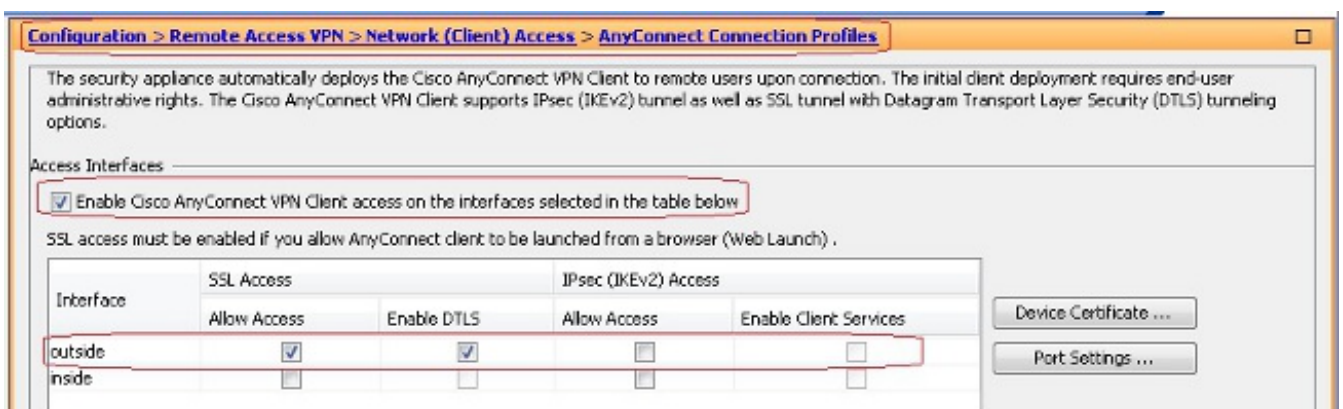 Configuration > Remote Access VPN > Network (Client) Access > AnyConnect Connection Profiles
The security appliance automatically deploys the Cisco AnyConnect VPN Client to remote users upon connection. The initial client deployment requires end-user
administrative rights. The Cisco AnyConnect VPN Client supports IPsec (IKEv2) tunnel as well as SSL tunnel with Datagram Transport Layer Security (DTLS) tunneling
options.
Access Interfaces
Enable Cisco AnyConnect VPN Client access on the interfaces selected in the table below
SSL access must be enabled if you allow AnyConnect client to be launched from a browser (Web Launch) .
Interface
SSL Access
IPsec (IKEv2) Access
Allow Access
Enable DTLS
Allow Access
Enable Client Services
outside
inside
Device Certificate ...
Port Settings ...